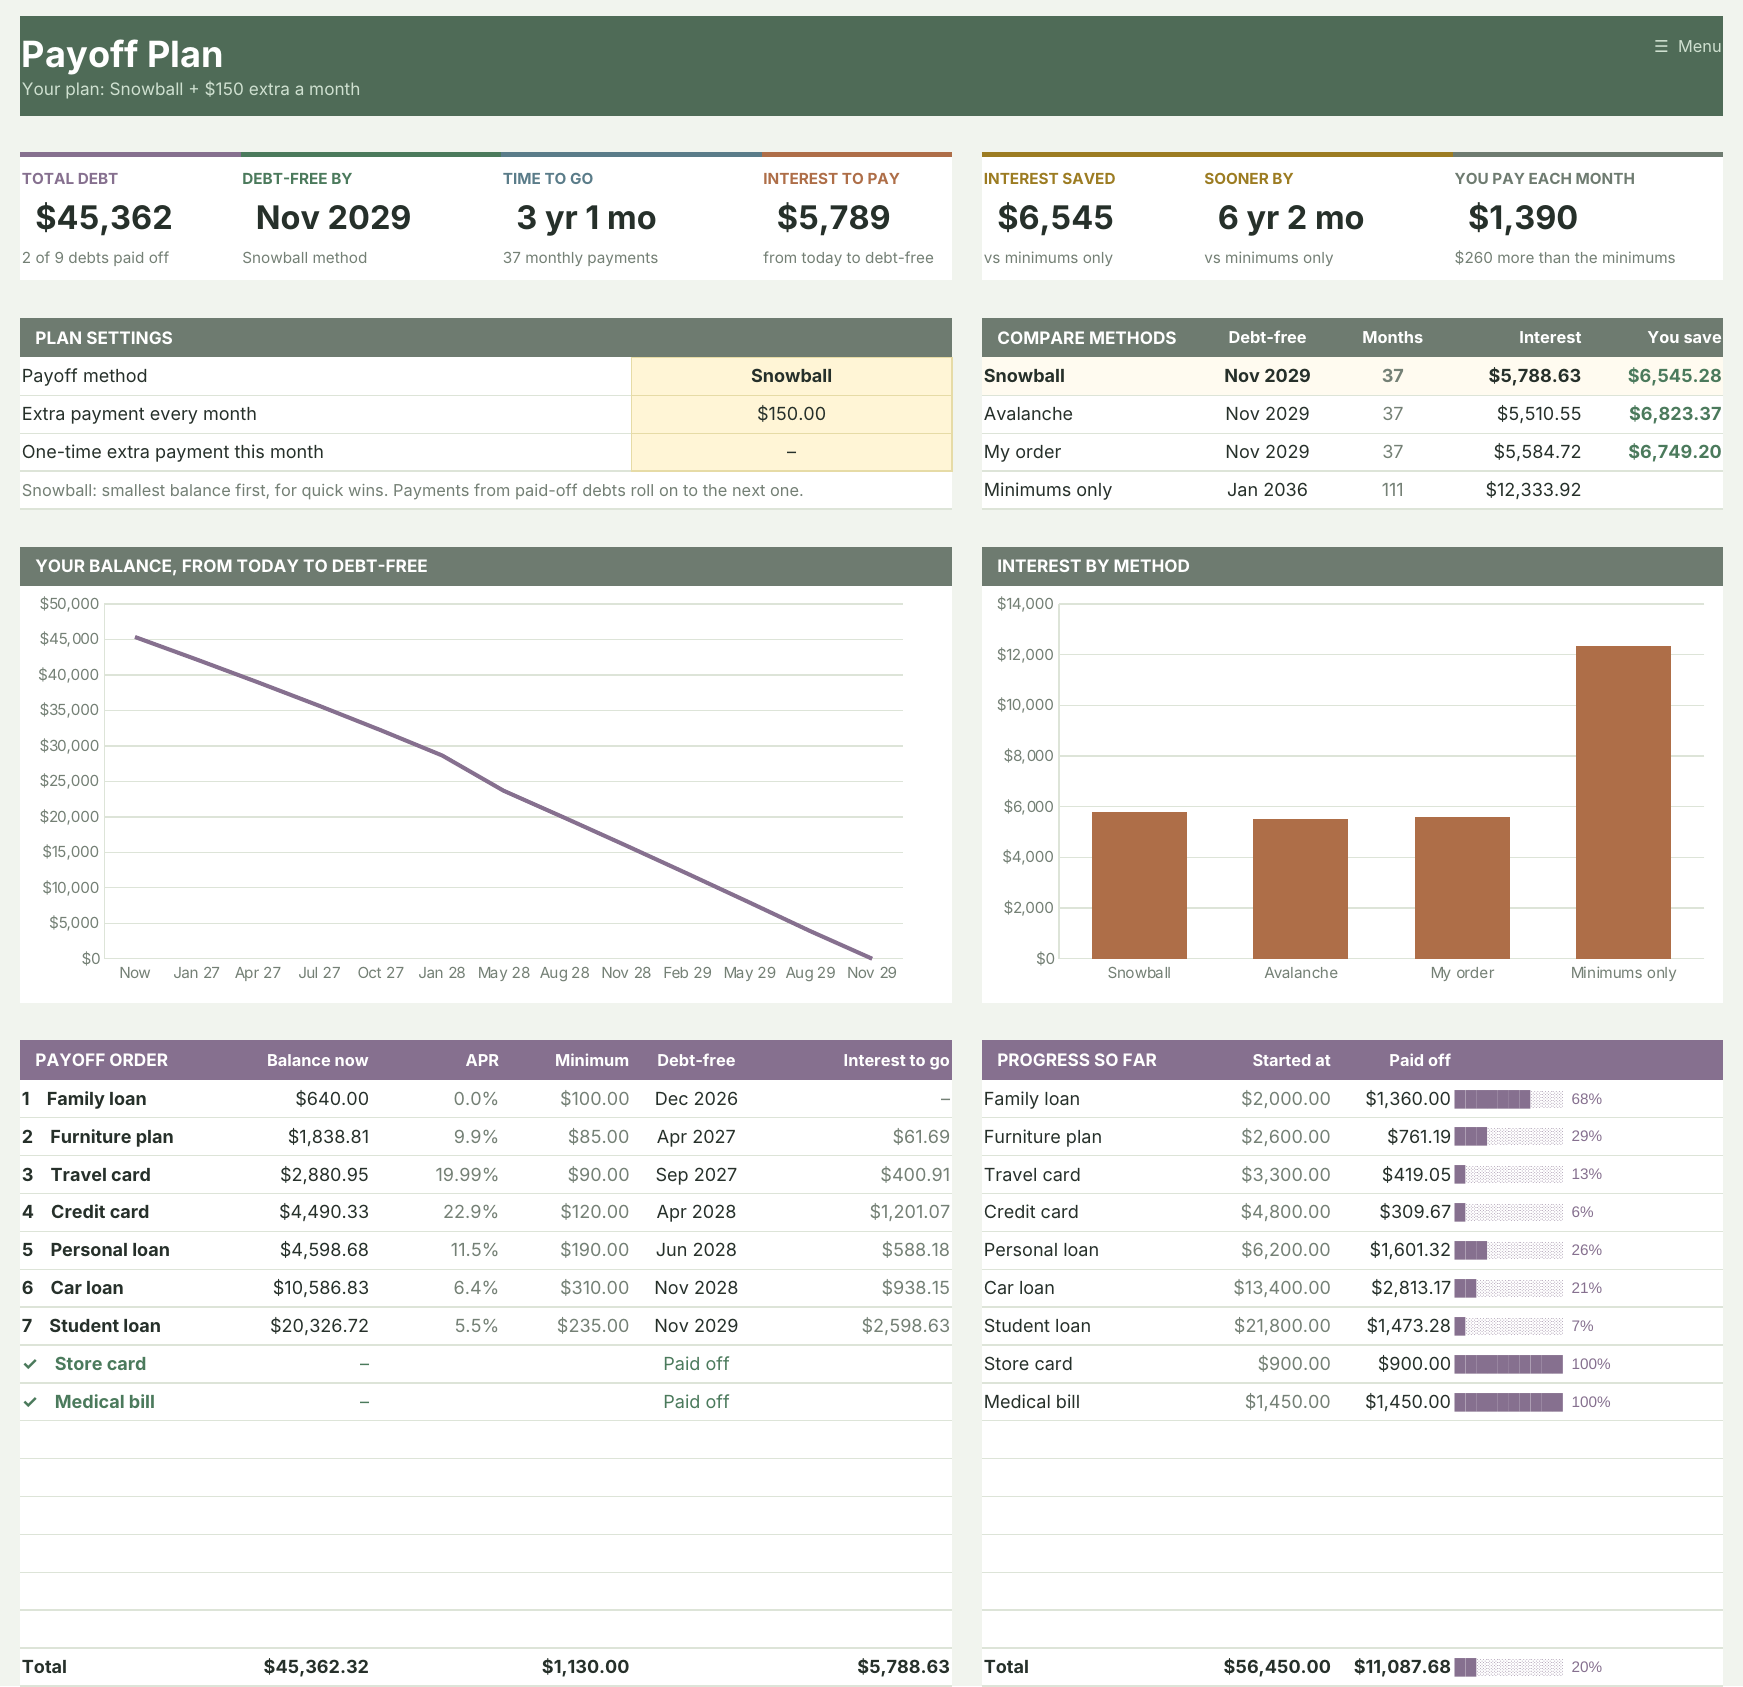 Payoff Plan
☰ Menu
Your plan: Snowball + $150 extra a month
TOTAL DEBT DEBT-FREE BY TIME TO GO INTEREST TO PAY
$45,362 Nov 2029 3 yr 1 mo $5,789
2 of 9 debts paid off Snowball method 37 monthly payments from today to debt-free
INTEREST SAVED SOONER BY YOU PAY EACH MONTH
$6,545 6 yr 2 mo $1,390
vs minimums only vs minimums only $260 more than the minimums
PLAN SETTINGS
Payoff method Snowball
Extra payment every month $150.00
One-time extra payment this month –
Snowball: smallest balance first, for quick wins. Payments from paid-off debts roll on to the next one.
COMPARE METHODS Debt-free Months Interest You save
Snowball Nov 2029 37 $5,788.63 $6,545.28
Avalanche Nov 2029 37 $5,510.55 $6,823.37
My order Nov 2029 37 $5,584.72 $6,749.20
Minimums only Jan 2036 111 $12,333.92
YOUR BALANCE, FROM TODAY TO DEBT-FREE
$50,000
$45,000
$40,000
$35,000
$30,000
$25,000
$20,000
$15,000
$10,000
$5,000
$0
Now Jan 27 Apr 27 Jul 27 Oct 27 Jan 28 May 28 Aug 28 Nov 28 Feb 29 May 29 Aug 29 Nov 29
INTEREST BY METHOD
$14,000
$12,000
$10,000
$8,000
$6,000
$4,000
$2,000
$0
Snowball Avalanche My order Minimums only
PAYOFF ORDER Balance now APR Minimum Debt-free Interest to go
1 Family loan $640.00 0.0% $100.00 Dec 2026 –
2 Furniture plan $1,838.81 9.9% $85.00 Apr 2027 $61.69
3 Travel card $2,880.95 19.99% $90.00 Sep 2027 $400.91
4 Credit card $4,490.33 22.9% $120.00 Apr 2028 $1,201.07
5 Personal loan $4,598.68 11.5% $190.00 Jun 2028 $588.18
6 Car loan $10,586.83 6.4% $310.00 Nov 2028 $938.15
7 Student loan $20,326.72 5.5% $235.00 Nov 2029 $2,598.63
✓ Store card – Paid off
✓ Medical bill – Paid off
Total $45,362.32 $1,130.00 $5,788.63
PROGRESS SO FAR Started at Paid off
Family loan $2,000.00 $1,360.00 68%
Furniture plan $2,600.00 $761.19 29%
Travel card $3,300.00 $419.05 13%
Credit card $4,800.00 $309.67 6%
Personal loan $6,200.00 $1,601.32 26%
Car loan $13,400.00 $2,813.17 21%
Student loan $21,800.00 $1,473.28 7%
Store card $900.00 $900.00 100%
Medical bill $1,450.00 $1,450.00 100%
Total $56,450.00 $11,087.68 20%